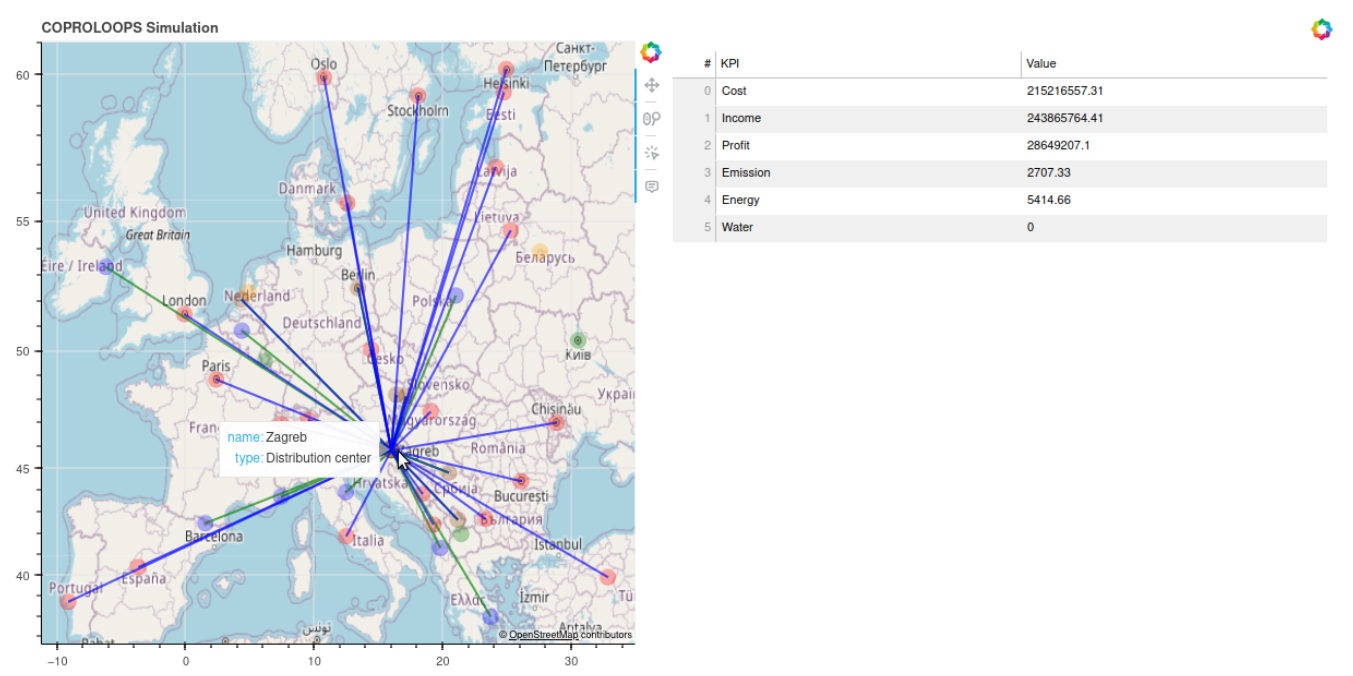 COPROLOOPS Simulation
# KPI Value
0 Cost 215216557.31
1 Income 243865764.41
2 Profit 28649207.1
3 Emission 2707.33
4 Energy 5414.66
5 Water 0
Санкт-
Петербург
Oslo
Helsinki
Stockholm
Eesti
Latvija
Danmark
Lietuva
United Kingdom
Great Britain
Беларусь
Éire / Ireland
Hamburg
Berlin
Nederland
Polska
London
Deutschland
Česko
Київ
Paris
Slovensko
Украї
Chișinău
Magyarország
Fran
name: Zagreb
type: Distribution center
Zagreb
România
Hrvatska
Србија
București
България
Barcelona
Italia
İstanbul
España
Portugal
Ελλάς
İzmir
Tü
Antalya
تونس
Rabat
© OpenStreetMap contributors
60
55
50
45
40
−10
0
10
20
30